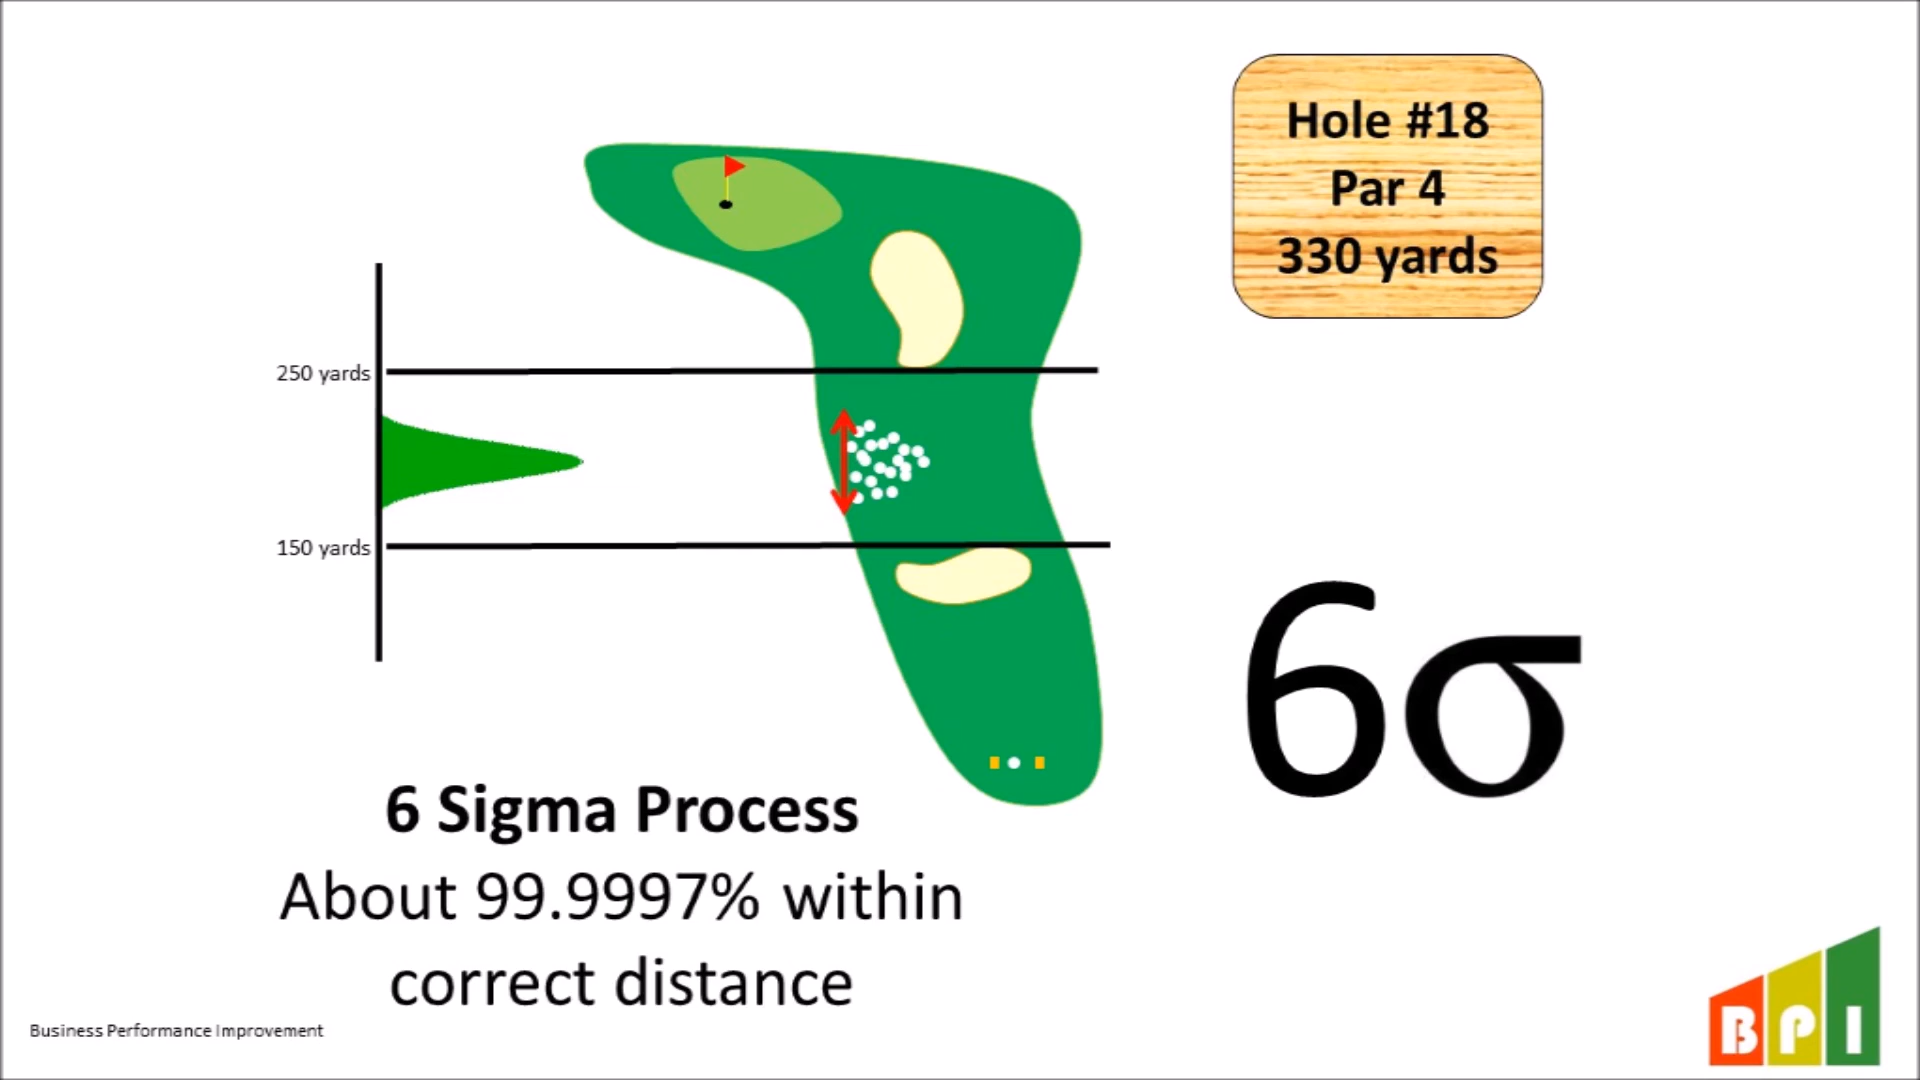 Hole #18
Par 4
330 yards
250 yards
150 yards
6σ
6 Sigma Process
About 99.9997% within
correct distance
Business Performance Improvement
BPI